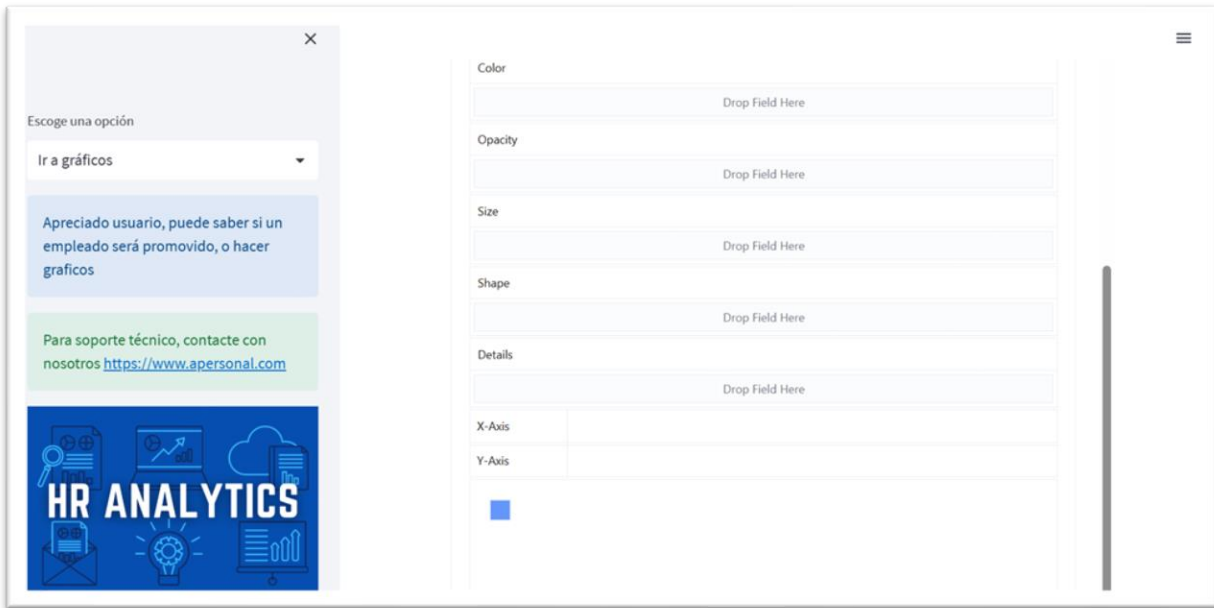 Escoge una opción
Ir a gráficos
Apreciado usuario, puede saber si un
empleado será promovido, o hacer
graficos
Para soporte técnico, contacte con
nosotros https://www.apersonal.com
HR ANALYTICS
Color
Drop Field Here
Opacity
Drop Field Here
Size
Drop Field Here
Shape
Drop Field Here
Details
Drop Field Here
X-Axis
Y-Axis